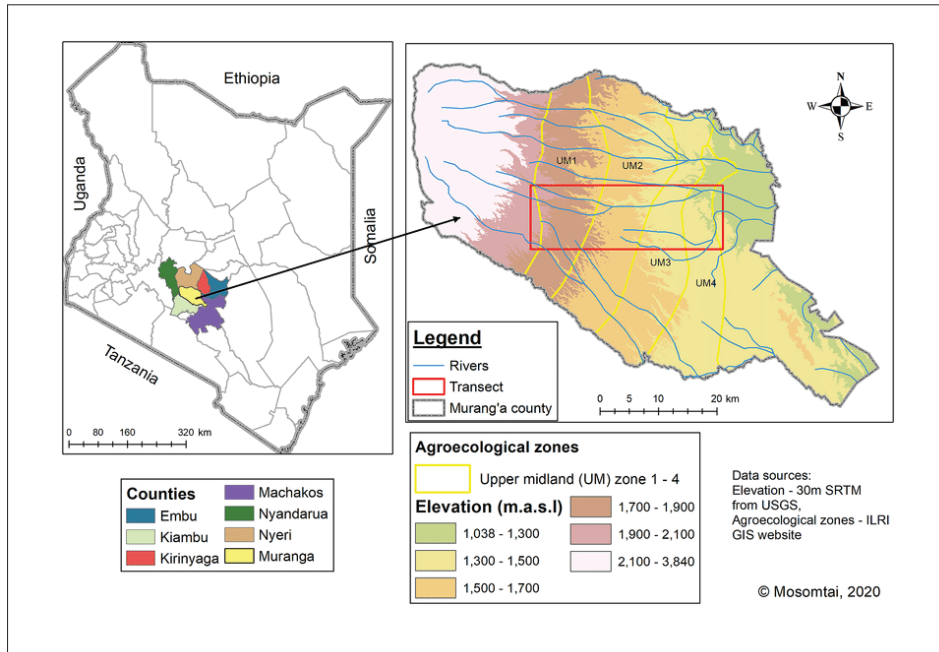 Ethiopia
Uganda
Somalia
Tanzania
0 80 160 320 km
N
W E
S
UM1
UM2
UM3
UM4
Legend
Rivers
Transect
Murang'a county
0 5 10 20 km
Counties
Embu
Kiambu
Kirinyaga
Machakos
Nyandarua
Nyeri
Muranga
Agroecological zones
Upper midland (UM) zone 1 - 4
Elevation (m.a.s.l)
1,038 - 1,300
1,300 - 1,500
1,500 - 1,700
1,700 - 1,900
1,900 - 2,100
2,100 - 3,840
Data sources:
Elevation - 30m SRTM
from USGS,
Agroecological zones - ILRI
GIS website
© Mosomtai, 2020